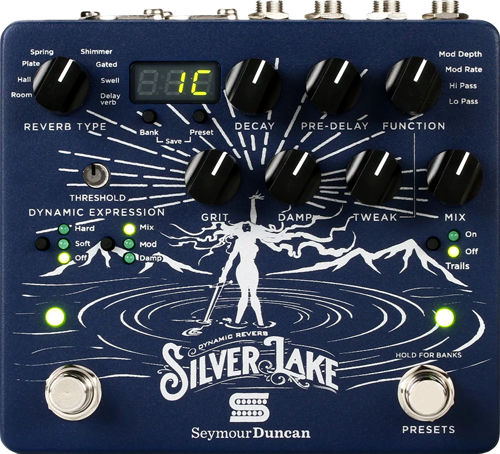 Spring
Shimmer
Plate
Gated
Hall
Swell
Room
Delay
verb
1C
Mod Depth
Mod Rate
Hi Pass
Lo Pass
Bank
Preset
Save
REVERB TYPE
DECAY
PRE-DELAY
FUNCTION
THRESHOLD
DYNAMIC EXPRESSION
GRIT
DAMP
TWEAK
MIX
Hard
Mix
Soft
Mod
Off
Damp
On
Off
Trails
DYNAMIC REVERB
SILVER LAKE
HOLD FOR BANKS
PRESETS
Seymour Duncan